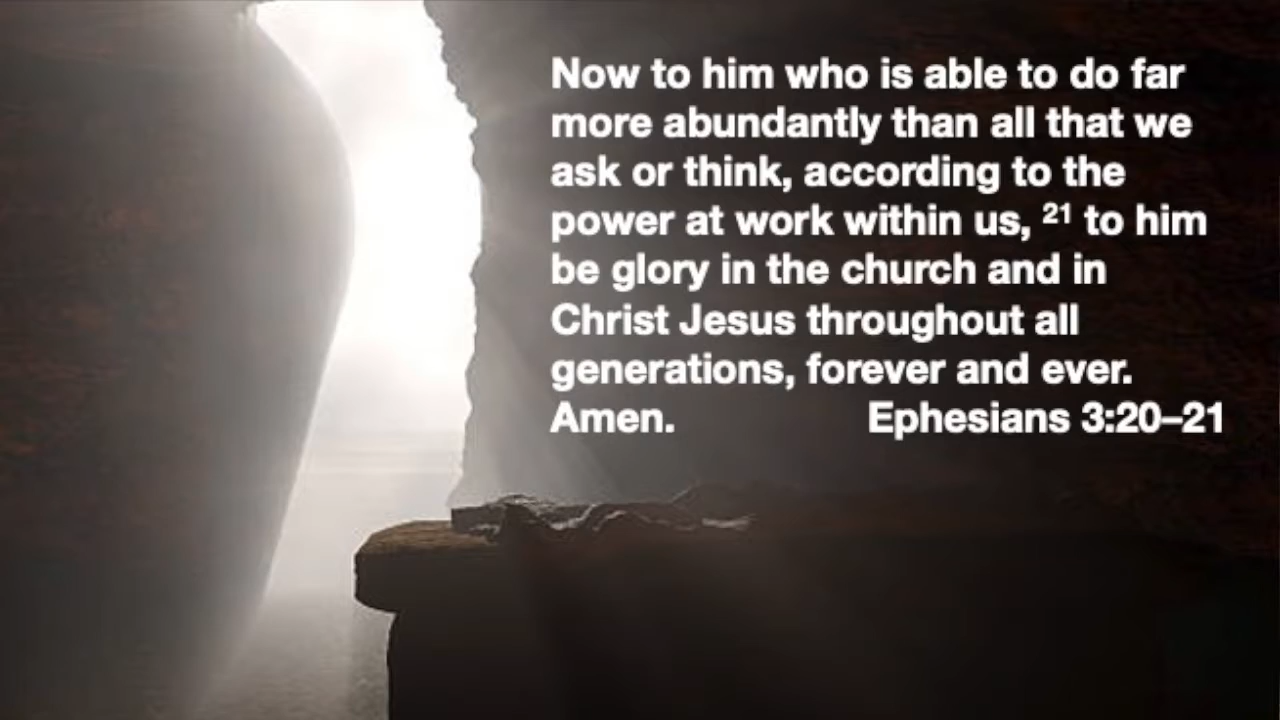 Now to him who is able to do far
more abundantly than all that we
ask or think, according to the
power at work within us, ²¹ to him
be glory in the church and in
Christ Jesus throughout all
generations, forever and ever.
Amen. Ephesians 3:20–21